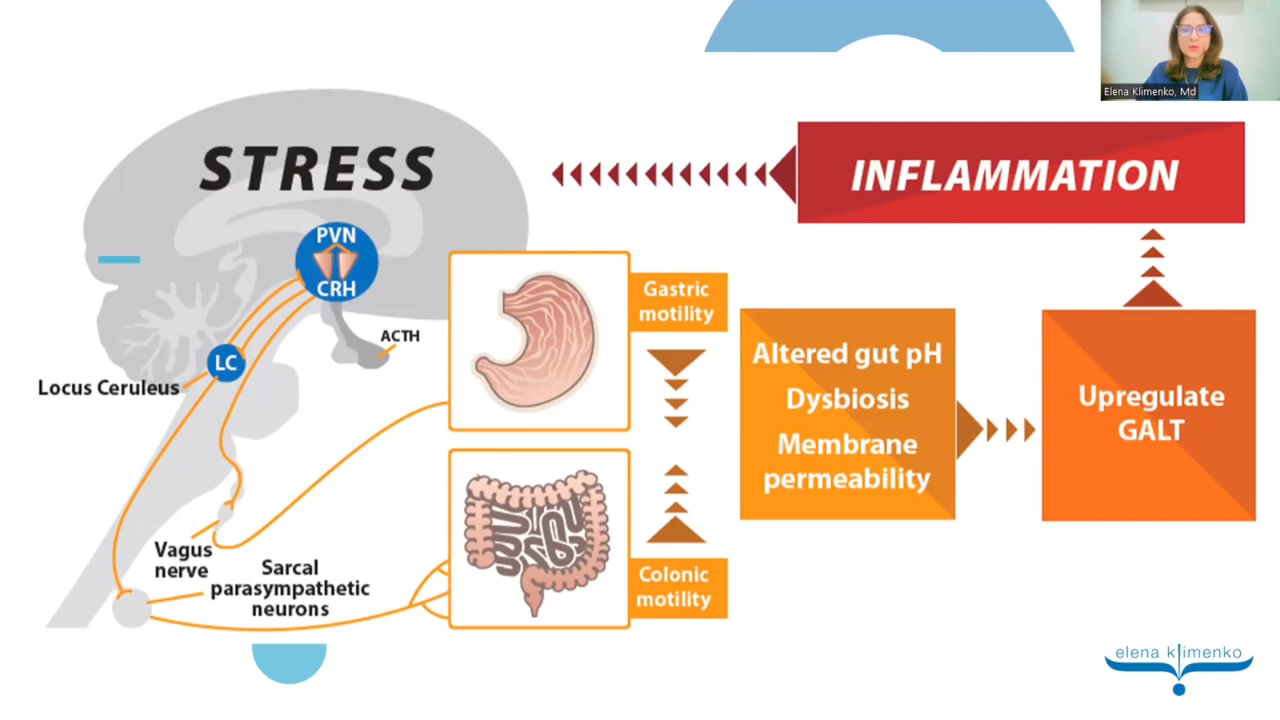 Elena Klimenko, Md
STRESS
INFLAMMATION
PVN
CRH
ACTH
LC
Locus Ceruleus
Gastric
motility
Altered gut pH
Dysbiosis
Membrane
permeability
Upregulate
GALT
Vagus
nerve
Sarcal
parasympathetic
neurons
Colonic
motility
elena klimenko